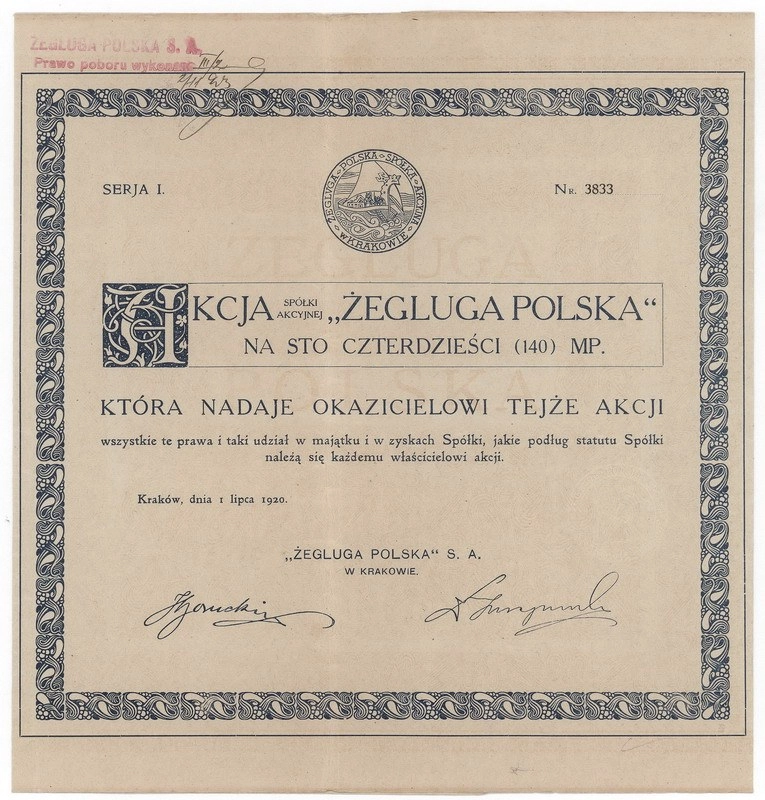 ŻEGLUGA POLSKA S. A.
Prawo poboru wykonano III/
SERJA I.
NR. 3833
ŻEGLUGA POLSKA SPÓŁKA AKCYJNA
W KRAKOWIE
AKCJA SPÓŁKI AKCYJNEJ „ŻEGLUGA POLSKA“
NA STO CZTERDZIEŚCI (140) MP.
KTÓRA NADAJE OKAZICIELOWI TEJŻE AKCJI
wszystkie te prawa i taki udział w majątku i w zyskach Spółki, jakie podług statutu Spółki
należą się każdemu właścicielowi akcji.
Kraków, dnia 1 lipca 1920.
„ŻEGLUGA POLSKA“ S. A.
W KRAKOWIE.